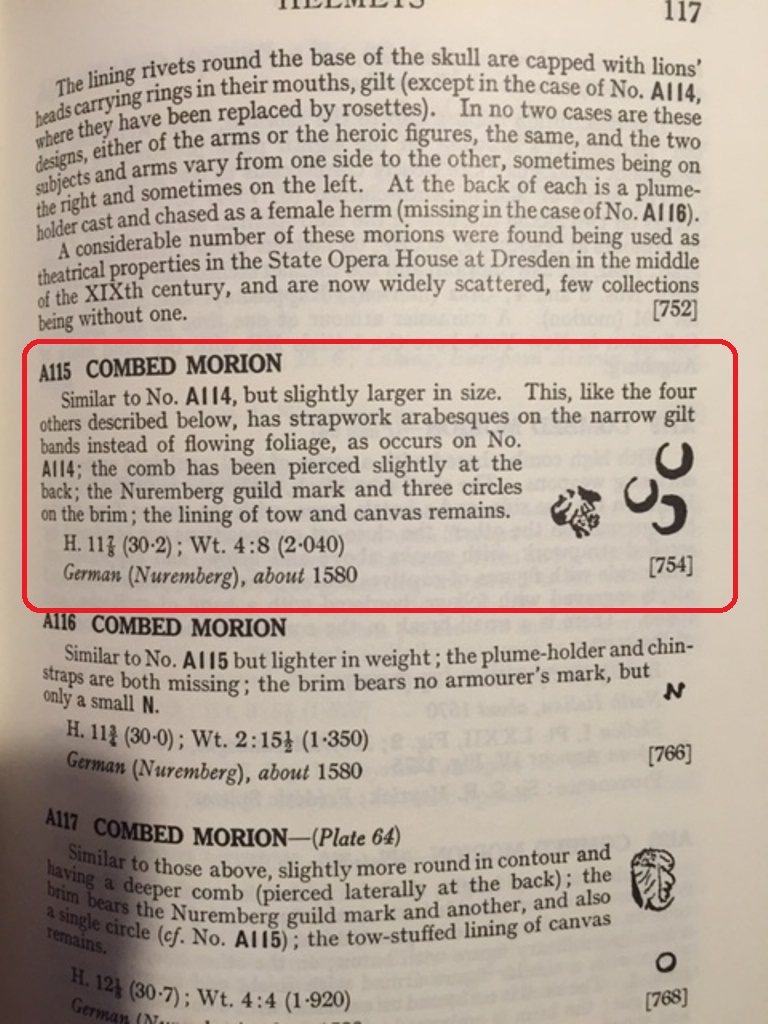 HELMETS
117
The lining rivets round the base of the skull are capped with lions'
heads carrying rings in their mouths, gilt (except in the case of No. A114,
where they have been replaced by rosettes). In no two cases are these
designs, either of the arms or the heroic figures, the same, and the two
subjects and arms vary from one side to the other, sometimes being on
the right and sometimes on the left. At the back of each is a plume-
holder cast and chased as a female herm (missing in the case of No. A116).
A considerable number of these morions were found being used as
theatrical properties in the State Opera House at Dresden in the middle
of the XIXth century, and are now widely scattered, few collections
being without one. [752]
A115 COMBED MORION
Similar to No. A114, but slightly larger in size. This, like the four
others described below, has strapwork arabesques on the narrow gilt
bands instead of flowing foliage, as occurs on No.
A114; the comb has been pierced slightly at the
back; the Nuremberg guild mark and three circles
on the brim; the lining of tow and canvas remains.
H. 11⅞ (30·2); Wt. 4:8 (2·040)
German (Nuremberg), about 1580 [754]
A116 COMBED MORION
Similar to No. A115 but lighter in weight; the plume-holder and chin-
straps are both missing; the brim bears no armourer's mark, but
only a small N. N
H. 11¾ (30·0); Wt. 2:15½ (1·350)
German (Nuremberg), about 1580 [766]
A117 COMBED MORION—(Plate 64)
Similar to those above, slightly more round in contour and
having a deeper comb (pierced laterally at the back); the
brim bears the Nuremberg guild mark and another, and also
a single circle (cf. No. A115); the tow-stuffed lining of canvas
remains.
H. 12⅛ (30·7); Wt. 4:4 (1·920) [768]
German (Nuremberg), about